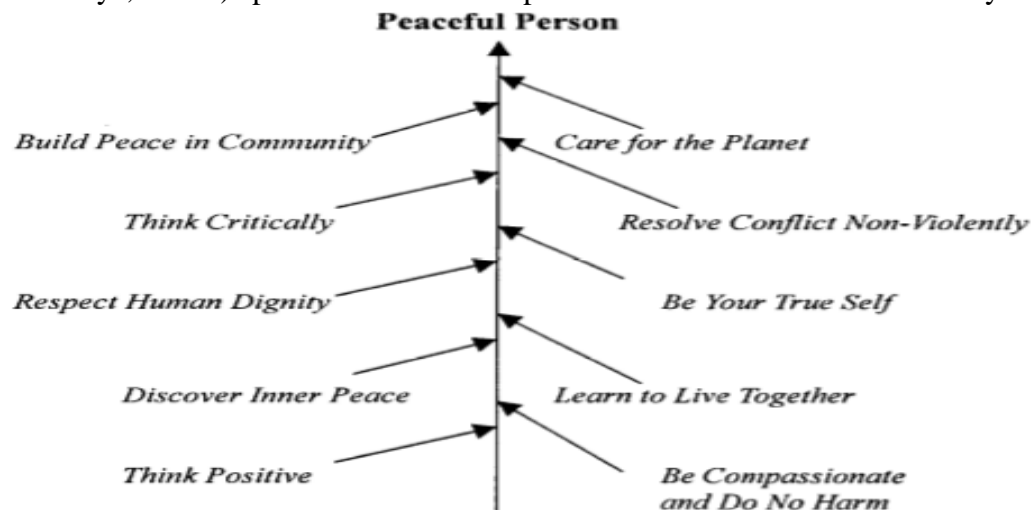 Peaceful Person
Build Peace in Community
Care for the Planet
Think Critically
Resolve Conflict Non-Violently
Respect Human Dignity
Be Your True Self
Discover Inner Peace
Learn to Live Together
Think Positive
Be Compassionate
and Do No Harm